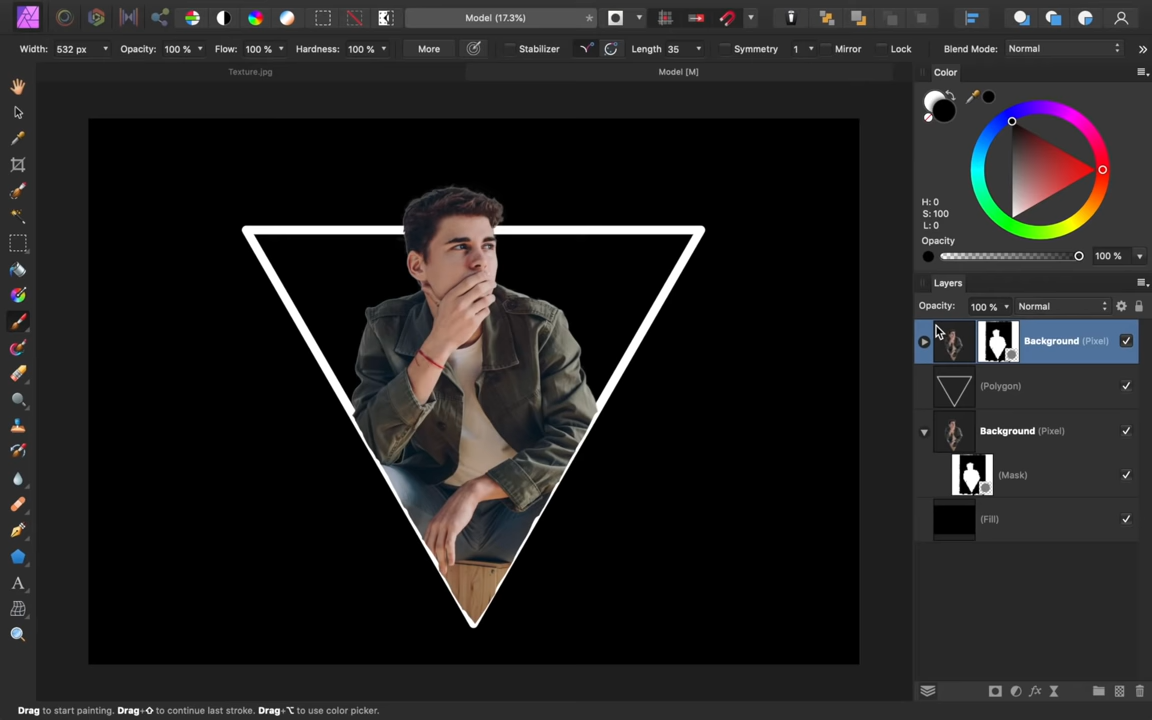 Model (17.3%)
*
Width: 532 px Opacity: 100 % Flow: 100 % Hardness: 100 % More Stabilizer Length 35 Symmetry 1 Mirror Lock Blend Mode: Normal
Texture.jpg
Model [M]
Color
H: 0
S: 100
L: 0
Opacity
100 %
Layers
Opacity: 100 % Normal
Background (Pixel)
(Polygon)
Background (Pixel)
(Mask)
(Fill)
A
fx
Drag to start painting. Drag+⇧ to continue last stroke. Drag+⌥ to use color picker.